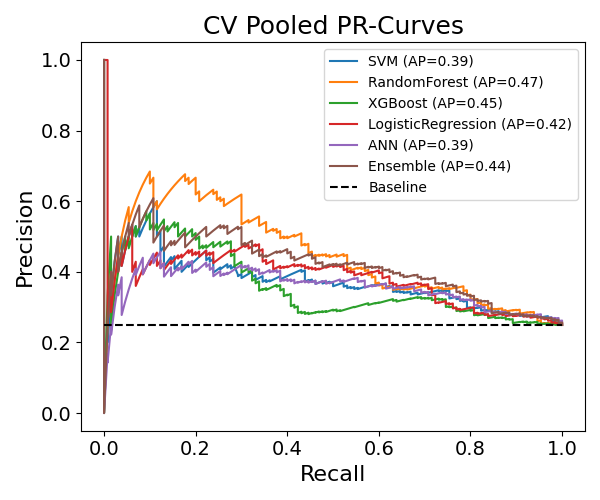 CV Pooled PR-Curves
SVM (AP=0.39)
RandomForest (AP=0.47)
XGBoost (AP=0.45)
LogisticRegression (AP=0.42)
ANN (AP=0.39)
Ensemble (AP=0.44)
Baseline
Precision
1.0
0.8
0.6
0.4
0.2
0.0
0.0 0.2 0.4 0.6 0.8 1.0
Recall